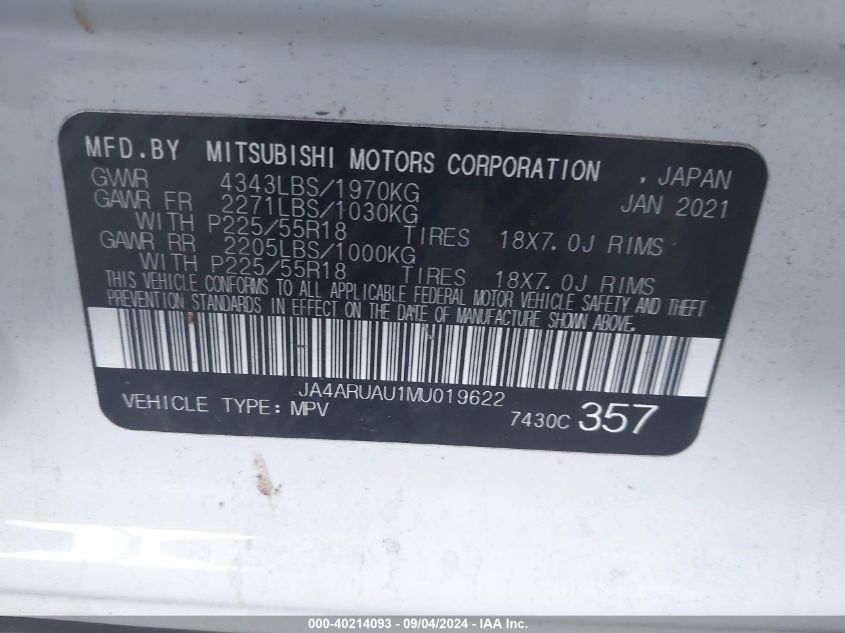 MFD.BY MITSUBISHI MOTORS CORPORATION . JAPAN
GVWR 4343LBS/1970KG JAN 2021
GAWR FR 2271LBS/1030KG
WITH P225/55R18 TIRES 18X7.0J RIMS
GAWR RR 2205LBS/1000KG
WITH P225/55R18 TIRES 18X7.0J RIMS
THIS VEHICLE CONFORMS TO ALL APPLICABLE FEDERAL MOTOR VEHICLE SAFETY AND THEFT
PREVENTION STANDARDS IN EFFECT ON THE DATE OF MANUFACTURE SHOWN ABOVE.
JA4ARUAU1MU019622
VEHICLE TYPE: MPV 7430C 357
000-40214093 - 09/04/2024 - IAA Inc.